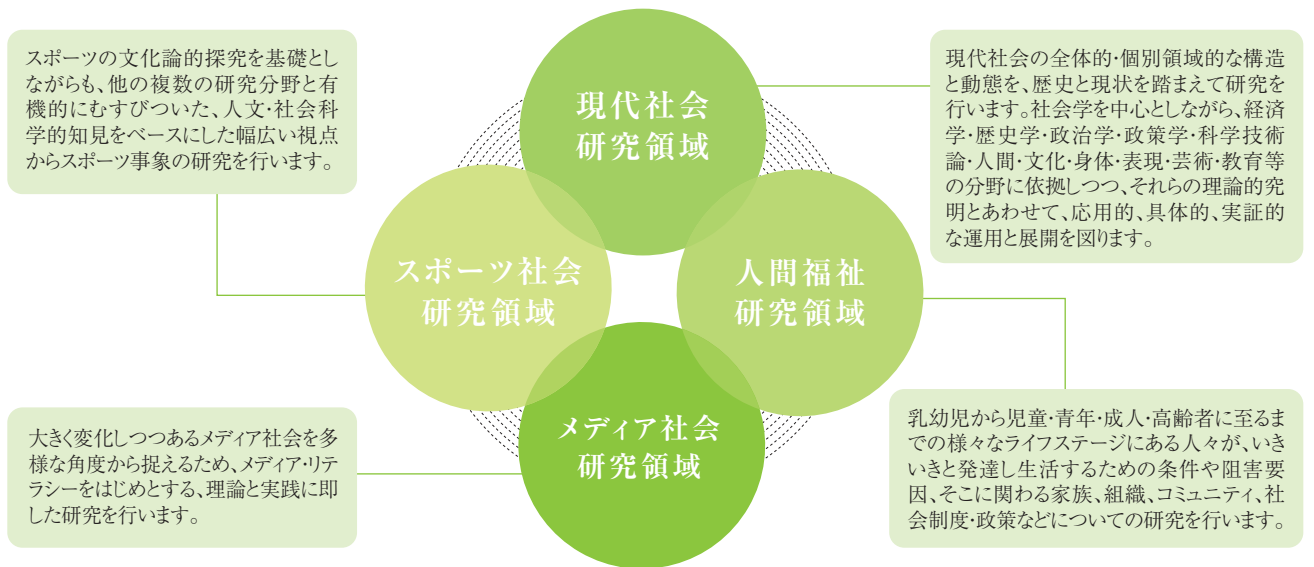 スポーツの文化論的探究を基礎とし
ながらも、他の複数の研究分野と有
機的にむすびついた、人文・社会科
学的知見をベースにした幅広い視点
からスポーツ事象の研究を行います。
現代社会
研究領域
現代社会の全体的・個別領域的な構造
と動態を、歴史と現状を踏まえて研究を
行います。社会学を中心としながら、経済
学・歴史学・政治学・政策学・科学技術
論・人間・文化・身体・表現・芸術・教育等
の分野に依拠しつつ、それらの理論的究
明とあわせて、応用的、具体的、実証的
な運用と展開を図ります。
スポーツ社会
研究領域
人間福祉
研究領域
大きく変化しつつあるメディア社会を多
様な角度から捉えるため、メディア・リテ
ラシーをはじめとする、理論と実践に即
した研究を行います。
メディア社会
研究領域
乳幼児から児童・青年・成人・高齢者に至るま
での様々なライフステージにある人々が、いき
いきと発達し生活するための条件や阻害要
因、そこに関わる家族、組織、コミュニティ、社
会制度・政策などについての研究を行います。